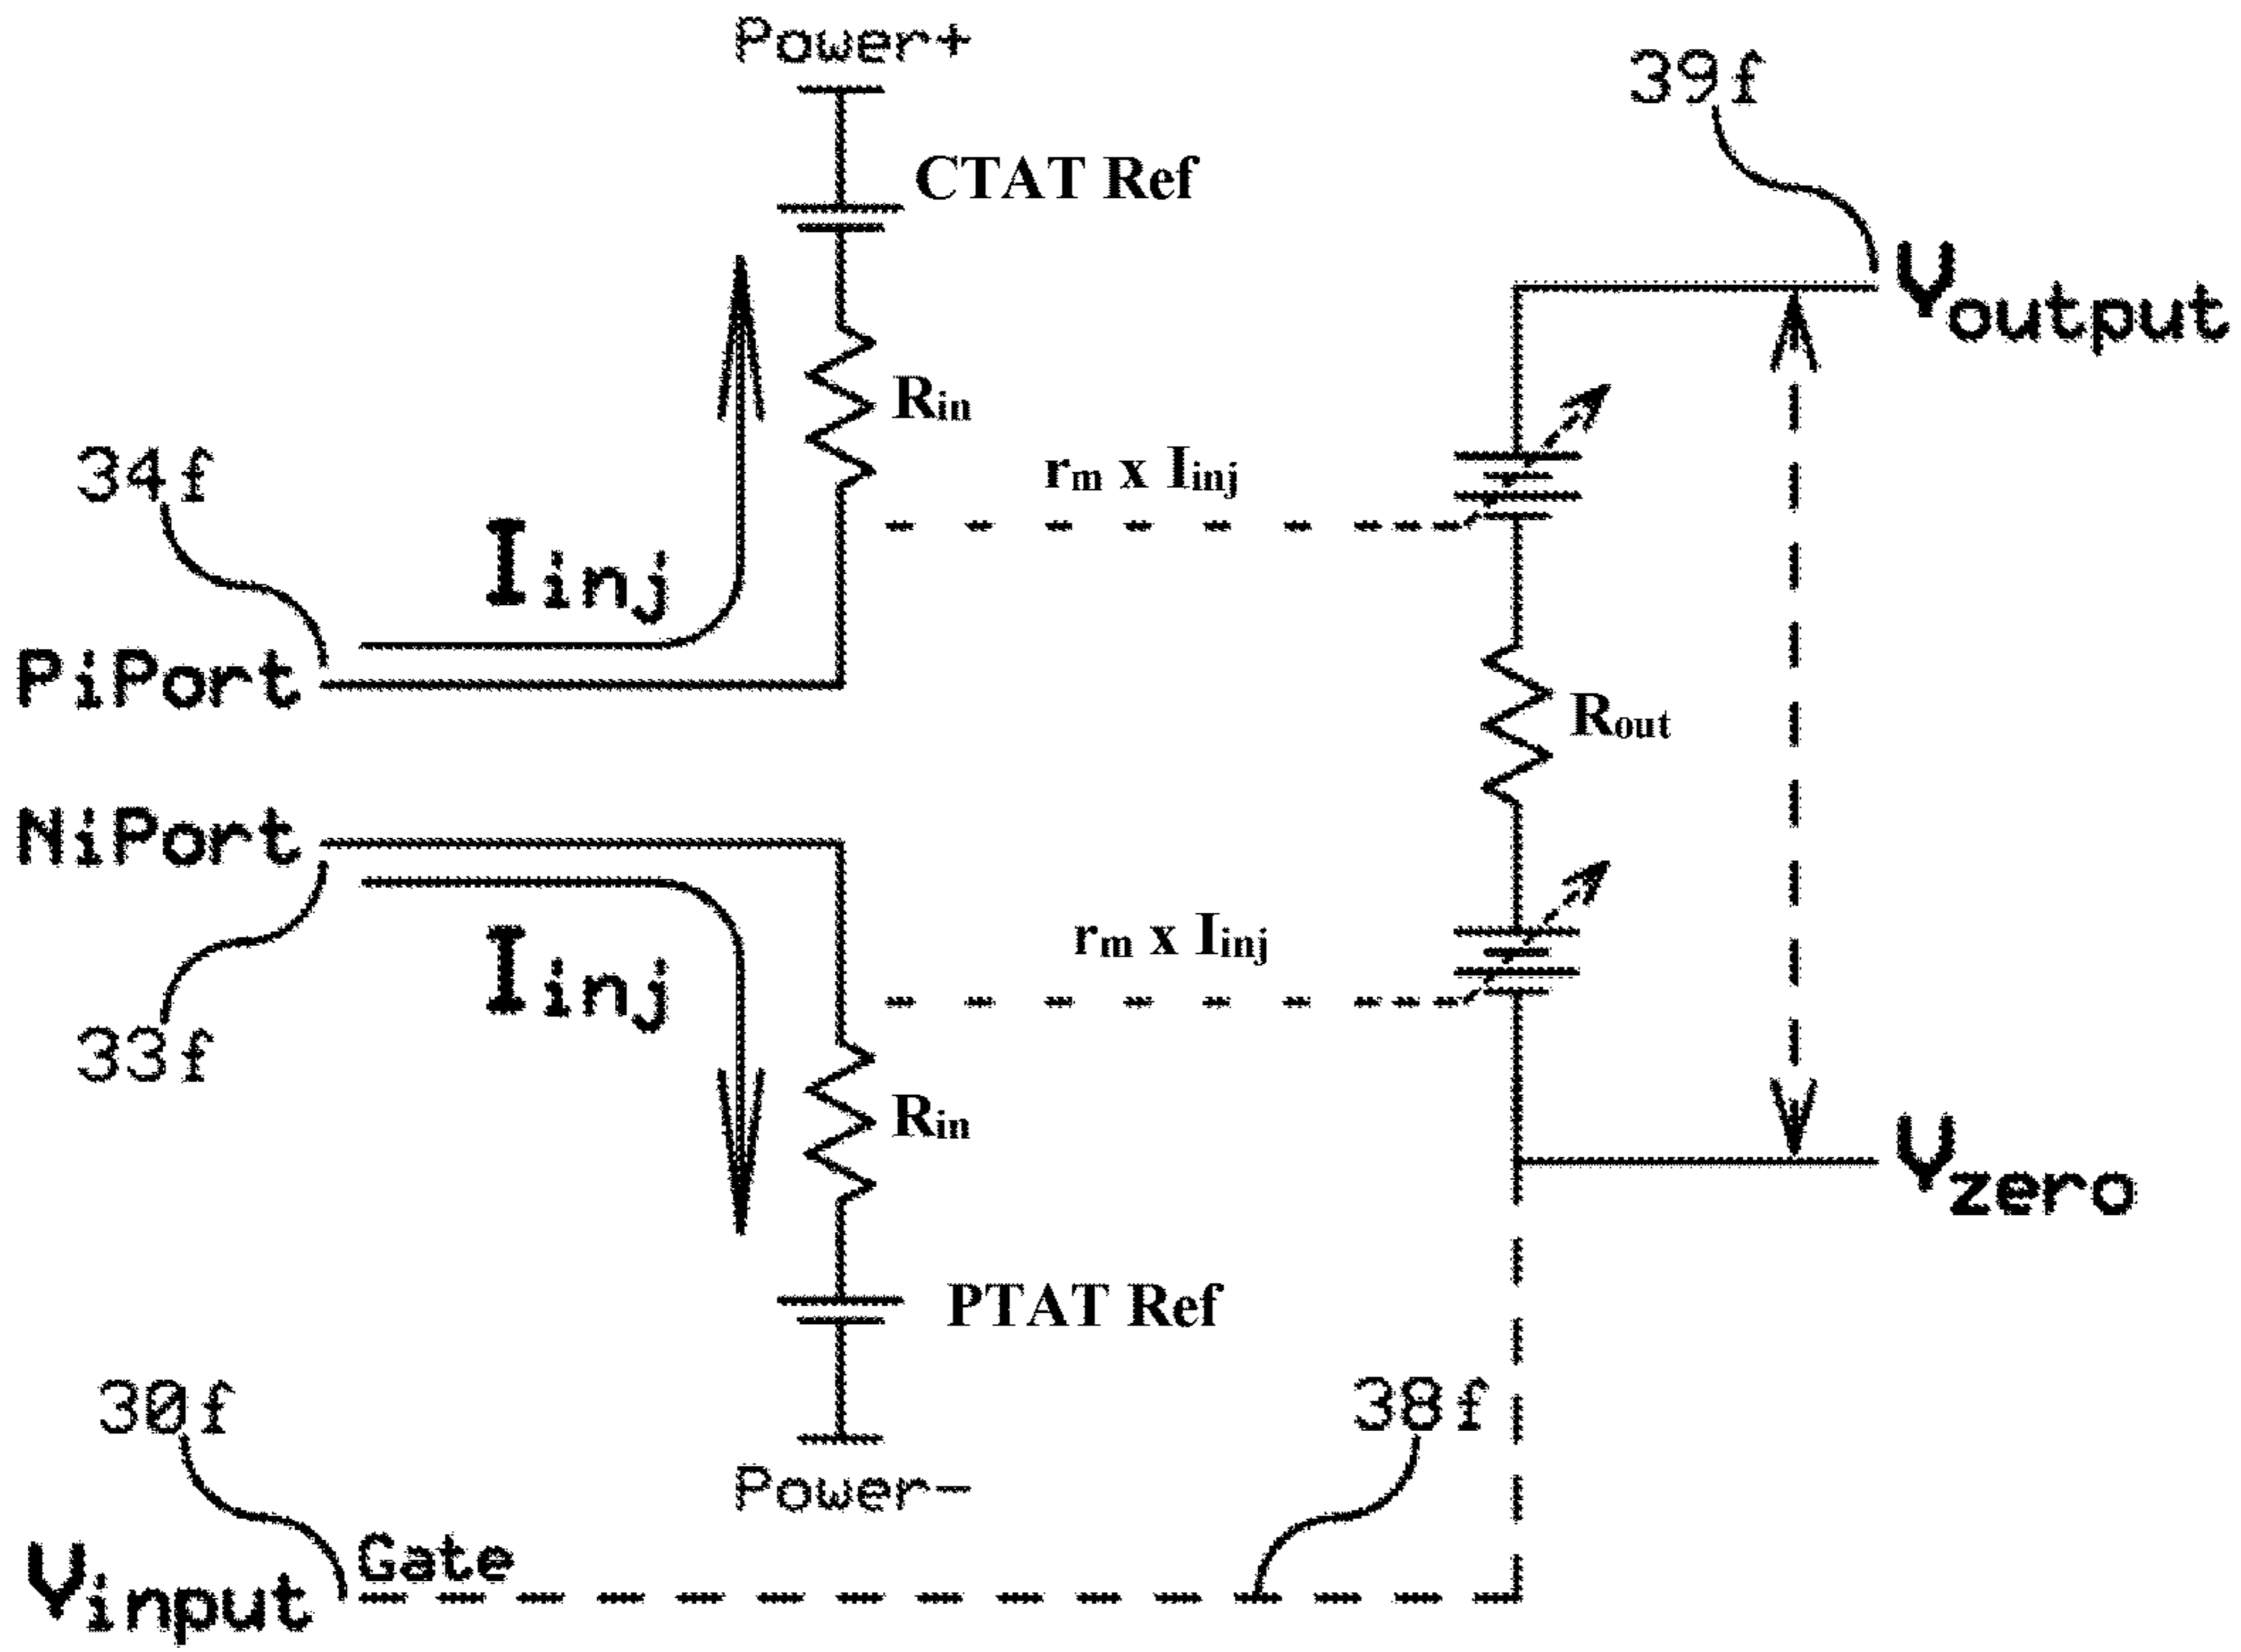 Power+
39f
CTAT Ref
Voutput
Rin
34f
rm x Iinj
Iinj
PiPort
Rout
NiPort
rm x Iinj
Iinj
33f
Rin
Vzero
PTAT Ref
30f
38f
Power-
Gate
Vinput